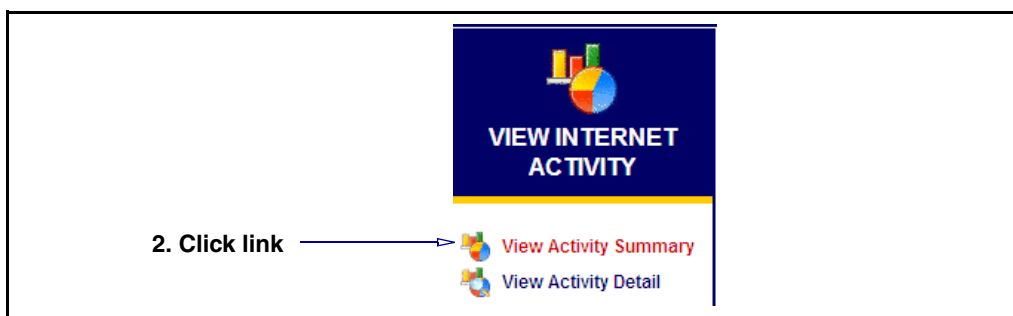 VIEW INTERNET
ACTIVITY
2. Click link
View Activity Summary
View Activity Detail